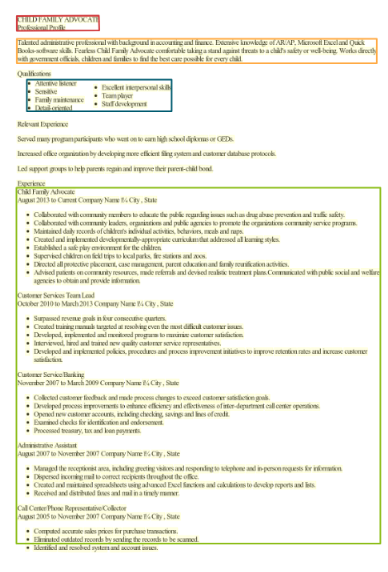 CHILD FAMILY ADVOCATE
Professional Profile
Talented administrative professional with background in accounting and finance. Extensive knowledge of AR/AP, Microsoft Excel and Quick
Books-software skills. Fearless Child Family Advocate comfortable taking a stand against threats to a child's safety or well-being. Works directly
with government officials, children and families to find the best care possible for every child.
Qualifications
Attentive listener
Sensitive
Family maintenance
Detail-oriented
Excellent interpersonal skills
Team player
Staff development
Relevant Experience
Served many program participants who went on to earn high school diplomas or GEDs.
Increased office organization by developing more efficient filing system and customer database protocols.
Led support groups to help parents regain and improve their parent-child bond.
Experience
Child Family Advocate
August 2013 to Current Company Name ï¼ City , State
Collaborated with community members to educate the public regarding issues such as drug abuse prevention and traffic safety.
Collaborated with community leaders, organizations and public agencies to promote the organizations community service programs.
Maintained daily records of children's individual activities, behaviors, meals and naps.
Created and implemented developmentally-appropriate curriculum that addressed all learning styles.
Established a safe play environment for the children.
Supervised children on field trips to local parks, fire stations and zoos.
Directed all protective placement, case management, parent education and family reunification activities.
Advised patients on community resources, made referrals and devised realistic treatment plans.Communicated with public social and welfare
agencies to obtain and provide information.
Customer Services Team Lead
October 2010 to March 2013 Company Name ï¼ City , State
Surpassed revenue goals in four consecutive quarters.
Created training manuals targeted at resolving even the most difficult customer issues.
Developed, implemented and monitored programs to maximize customer satisfaction.
Interviewed, hired and trained new quality customer service representatives.
Developed and implemented policies, procedures and process improvement initiatives to improve retention rates and increase customer
satisfaction.
Customer Service/Banking
November 2007 to March 2009 Company Name ï¼ City , State
Collected customer feedback and made process changes to exceed customer satisfaction goals.
Developed process improvements to enhance efficiency and effectiveness of inter-department call center operations.
Opened new customer accounts, including checking, savings and lines of credit.
Examined checks for identification and endorsement.
Processed treasury, tax and loan payments.
Administrative Assistant
August 2007 to November 2007 Company Name ï¼ City , State
Managed the receptionist area, including greeting visitors and responding to telephone and in-person requests for information.
Dispersed incoming mail to correct recipients throughout the office.
Created and maintained spreadsheets using advanced Excel functions and calculations to develop reports and lists.
Received and distributed faxes and mail in a timely manner.
Call Center/Phone Representative/Collector
August 2005 to November 2007 Company Name ï¼ City , State
Computed accurate sales prices for purchase transactions.
Eliminated outdated records by sending the records to be scanned.
Identified and resolved system and account issues.